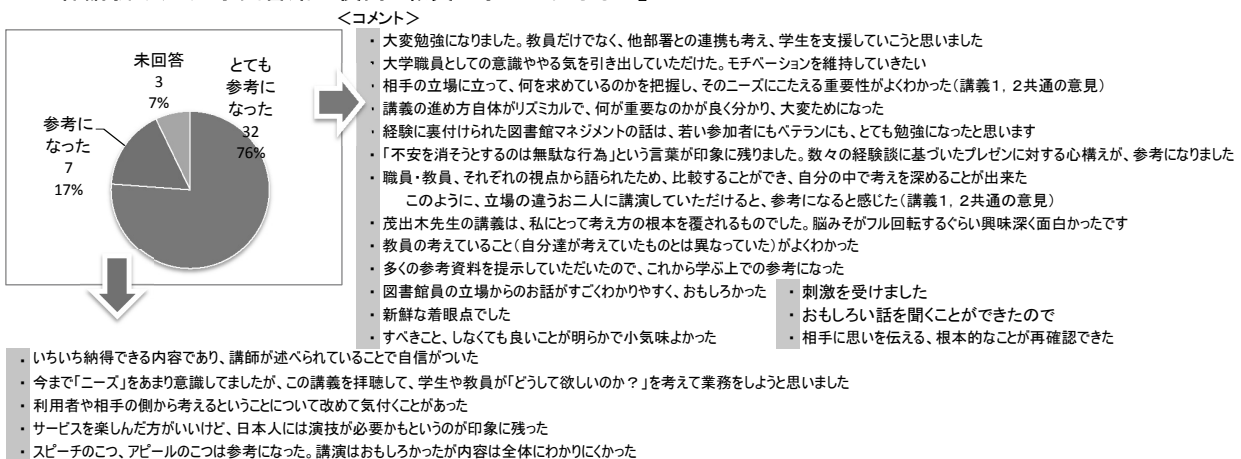 ＜コメント＞
未回答
3
7%
とても
参考に
なった
32
76%
参考に
なった
7
17%
・ 大変勉強になりました。教員だけでなく、他部署との連携も考え、学生を支援していこうと思いました
・ 大学職員としての意識ややる気を引き出していただけた。モチベーションを維持していきたい
・ 相手の立場に立って、何を求めているのかを把握し、そのニーズにこたえる重要性がよくわかった（講義1，2共通の意見）
・ 講義の進め方自体がリズミカルで、何が重要なのかが良く分かり、大変ためになった
・ 経験に裏付けられた図書館マネジメントの話は、若い参加者にもベテランにも、とても勉強になったと思います
・ 「不安を消そうとするのは無駄な行為」という言葉が印象に残りました。数々の経験談に基づいたプレゼンに対する心構えが、参考になりました
・ 職員・教員、それぞれの視点から語られたため、比較することができ、自分の中で考えを深めることが出来た
このように、立場の違うお二人に講演していただけると、参考になると感じた（講義1，2共通の意見）
・ 茂出木先生の講義は、私にとって考え方の根本を覆されるものでした。脳みそがフル回転するぐらい興味深く面白かったです
・ 教員の考えていること（自分達が考えていたものとは異なっていた）がよくわかった
・ 多くの参考資料を提示していただいたので、これから学ぶ上での参考になった
・ 図書館員の立場からのお話がすごくわかりやすく、おもしろかった
・ 刺激を受けました
・ 新鮮な着眼点でした
・ おもしろい話を聞くことができたので
・ すべきこと、しなくても良いことが明らかで小気味よかった
・ 相手に思いを伝える、根本的なことが再確認できた
・ いちいち納得できる内容であり、講師が述べられていることで自信がついた
・ 今まで「ニーズ」をあまり意識してましたが、この講義を拝聴して、学生や教員が「どうして欲しいのか？」を考えて業務をしようと思いました
・ 利用者や相手の側から考えるということについて改めて気付くことがあった
・ サービスを楽しんだ方がいいけど、日本人には演技が必要かもというのが印象に残った
・ スピーチのこつ、アピールのこつは参考になった。講演はおもしろかったが内容は全体にわかりにくかった